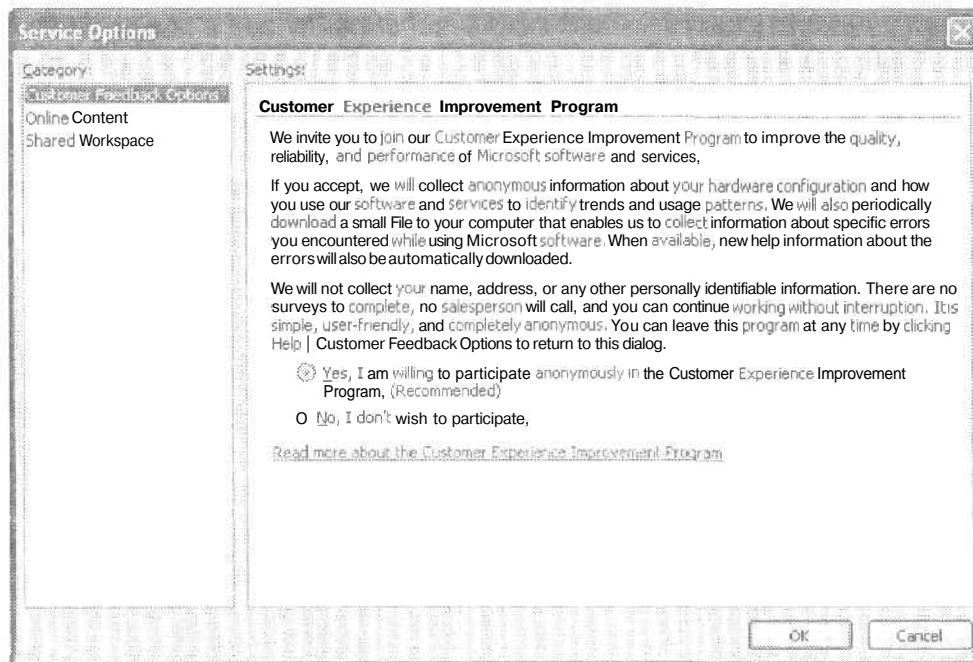 Service Options
Category:
Customer Feedback Options
Online Content
Shared Workspace
Settings:
Customer Experience Improvement Program
We invite you to join our Customer Experience Improvement Program to improve the quality,
reliability, and performance of Microsoft software and services,
If you accept, we will collect anonymous information about your hardware configuration and how
you use our software and services to identify trends and usage patterns. We will also periodically
download a small File to your computer that enables us to collect information about specific errors
you encountered while using Microsoft software. When available, new help information about the
errors will also be automatically downloaded.
We will not collect your name, address, or any other personally identifiable information. There are no
surveys to complete, no salesperson will call, and you can continue working without interruption. It is
simple, user-friendly, and completely anonymous. You can leave this program at any time by clicking
Help | Customer Feedback Options to return to this dialog.
Yes, I am willing to participate anonymously in the Customer Experience Improvement
Program, (Recommended)
O No, I don't wish to participate,
Read more about the Customer Experience Improvement Program
OK
Cancel